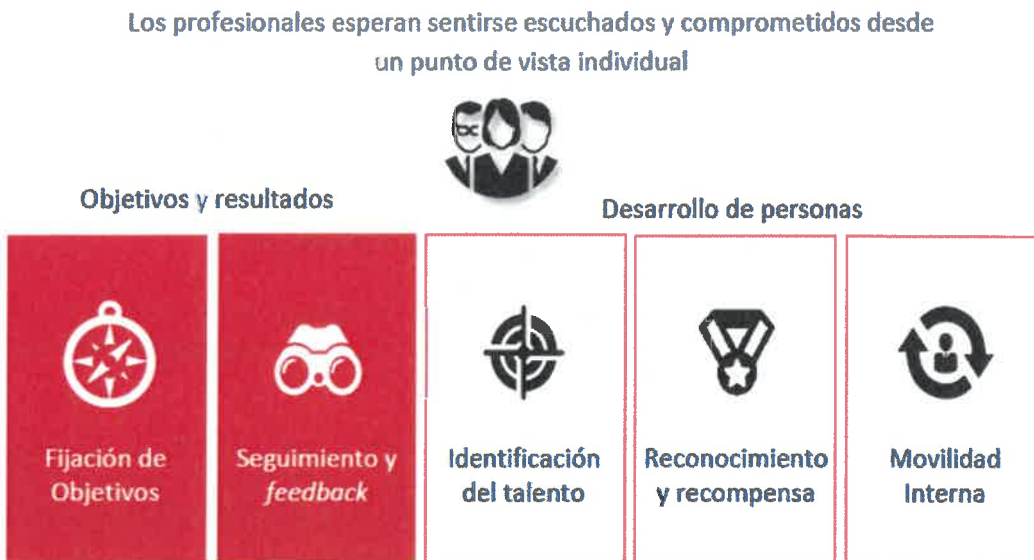 Los profesionales esperan sentirse escuchados y comprometidos desde
un punto de vista individual
Objetivos y resultados
Desarrollo de personas
Fijación de
Objetivos
Seguimiento y
feedback
Identificación
del talento
Reconocimiento
y recompensa
Movilidad
Interna